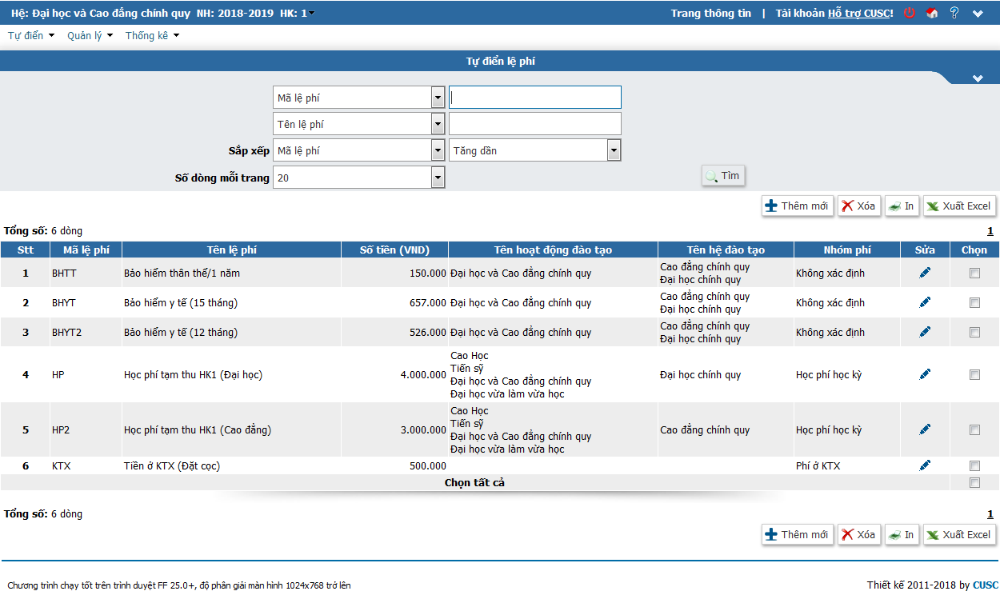 Hệ: Đại học và Cao đẳng chính quy NH: 2018-2019 HK: 1 Trang thông tin | Tài khoản Hỗ trợ CUSC!
Tự điển Quản lý Thống kê
Tự điển lệ phí
Mã lệ phí
Tên lệ phí
Sắp xếp Mã lệ phí Tăng dần
Số dòng mỗi trang 20 Tìm
Thêm mới Xóa In Xuất Excel
Tổng số: 6 dòng 1
Stt Mã lệ phí Tên lệ phí Số tiền (VND) Tên hoạt động đào tạo Tên hệ đào tạo Nhóm phí Sửa Chọn
1 BHTT Bảo hiểm thân thể/1 năm 150.000 Đại học và Cao đẳng chính quy Cao đẳng chính quy
Đại học chính quy Không xác định
2 BHYT Bảo hiểm y tế (15 tháng) 657.000 Đại học và Cao đẳng chính quy Cao đẳng chính quy
Đại học chính quy Không xác định
3 BHYT2 Bảo hiểm y tế (12 tháng) 526.000 Đại học và Cao đẳng chính quy Cao đẳng chính quy
Đại học chính quy Không xác định
4 HP Học phí tạm thu HK1 (Đại học) 4.000.000 Cao Học
Tiến sỹ
Đại học và Cao đẳng chính quy
Đại học vừa làm vừa học Đại học chính quy Học phí học kỳ
5 HP2 Học phí tạm thu HK1 (Cao đẳng) 3.000.000 Cao Học
Tiến sỹ
Đại học và Cao đẳng chính quy
Đại học vừa làm vừa học Cao đẳng chính quy Học phí học kỳ
6 KTX Tiền ở KTX (Đặt cọc) 500.000 Phí ở KTX
Chọn tất cả
Tổng số: 6 dòng 1
Thêm mới Xóa In Xuất Excel
Chương trình chạy tốt trên trình duyệt FF 25.0+, độ phân giải màn hình 1024x768 trở lên Thiết kế 2011-2018 by CUSC